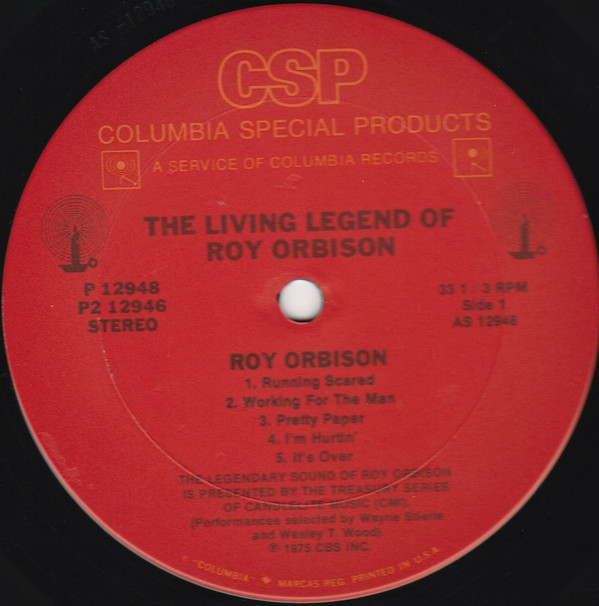 AS - 12948
CSP
COLUMBIA SPECIAL PRODUCTS
A SERVICE OF COLUMBIA RECORDS
THE LIVING LEGEND OF
ROY ORBISON
P 12948
P2 12946
STEREO
33 1/3 RPM
Side 1
AS 12948
ROY ORBISON
1. Running Scared
2. Working For The Man
3. Pretty Paper
4. I'm Hurtin'
5. It's Over
THE LEGENDARY SOUND OF ROY ORBISON
IS PRESENTED BY THE TREASURY SERIES
OF CANDLELITE MUSIC (CMI).
(Performances selected by Wayne Stierle
and Wesley T. Wood).
℗ 1975 CBS INC.
"COLUMBIA" MARCAS REG. PRINTED IN U.S.A.